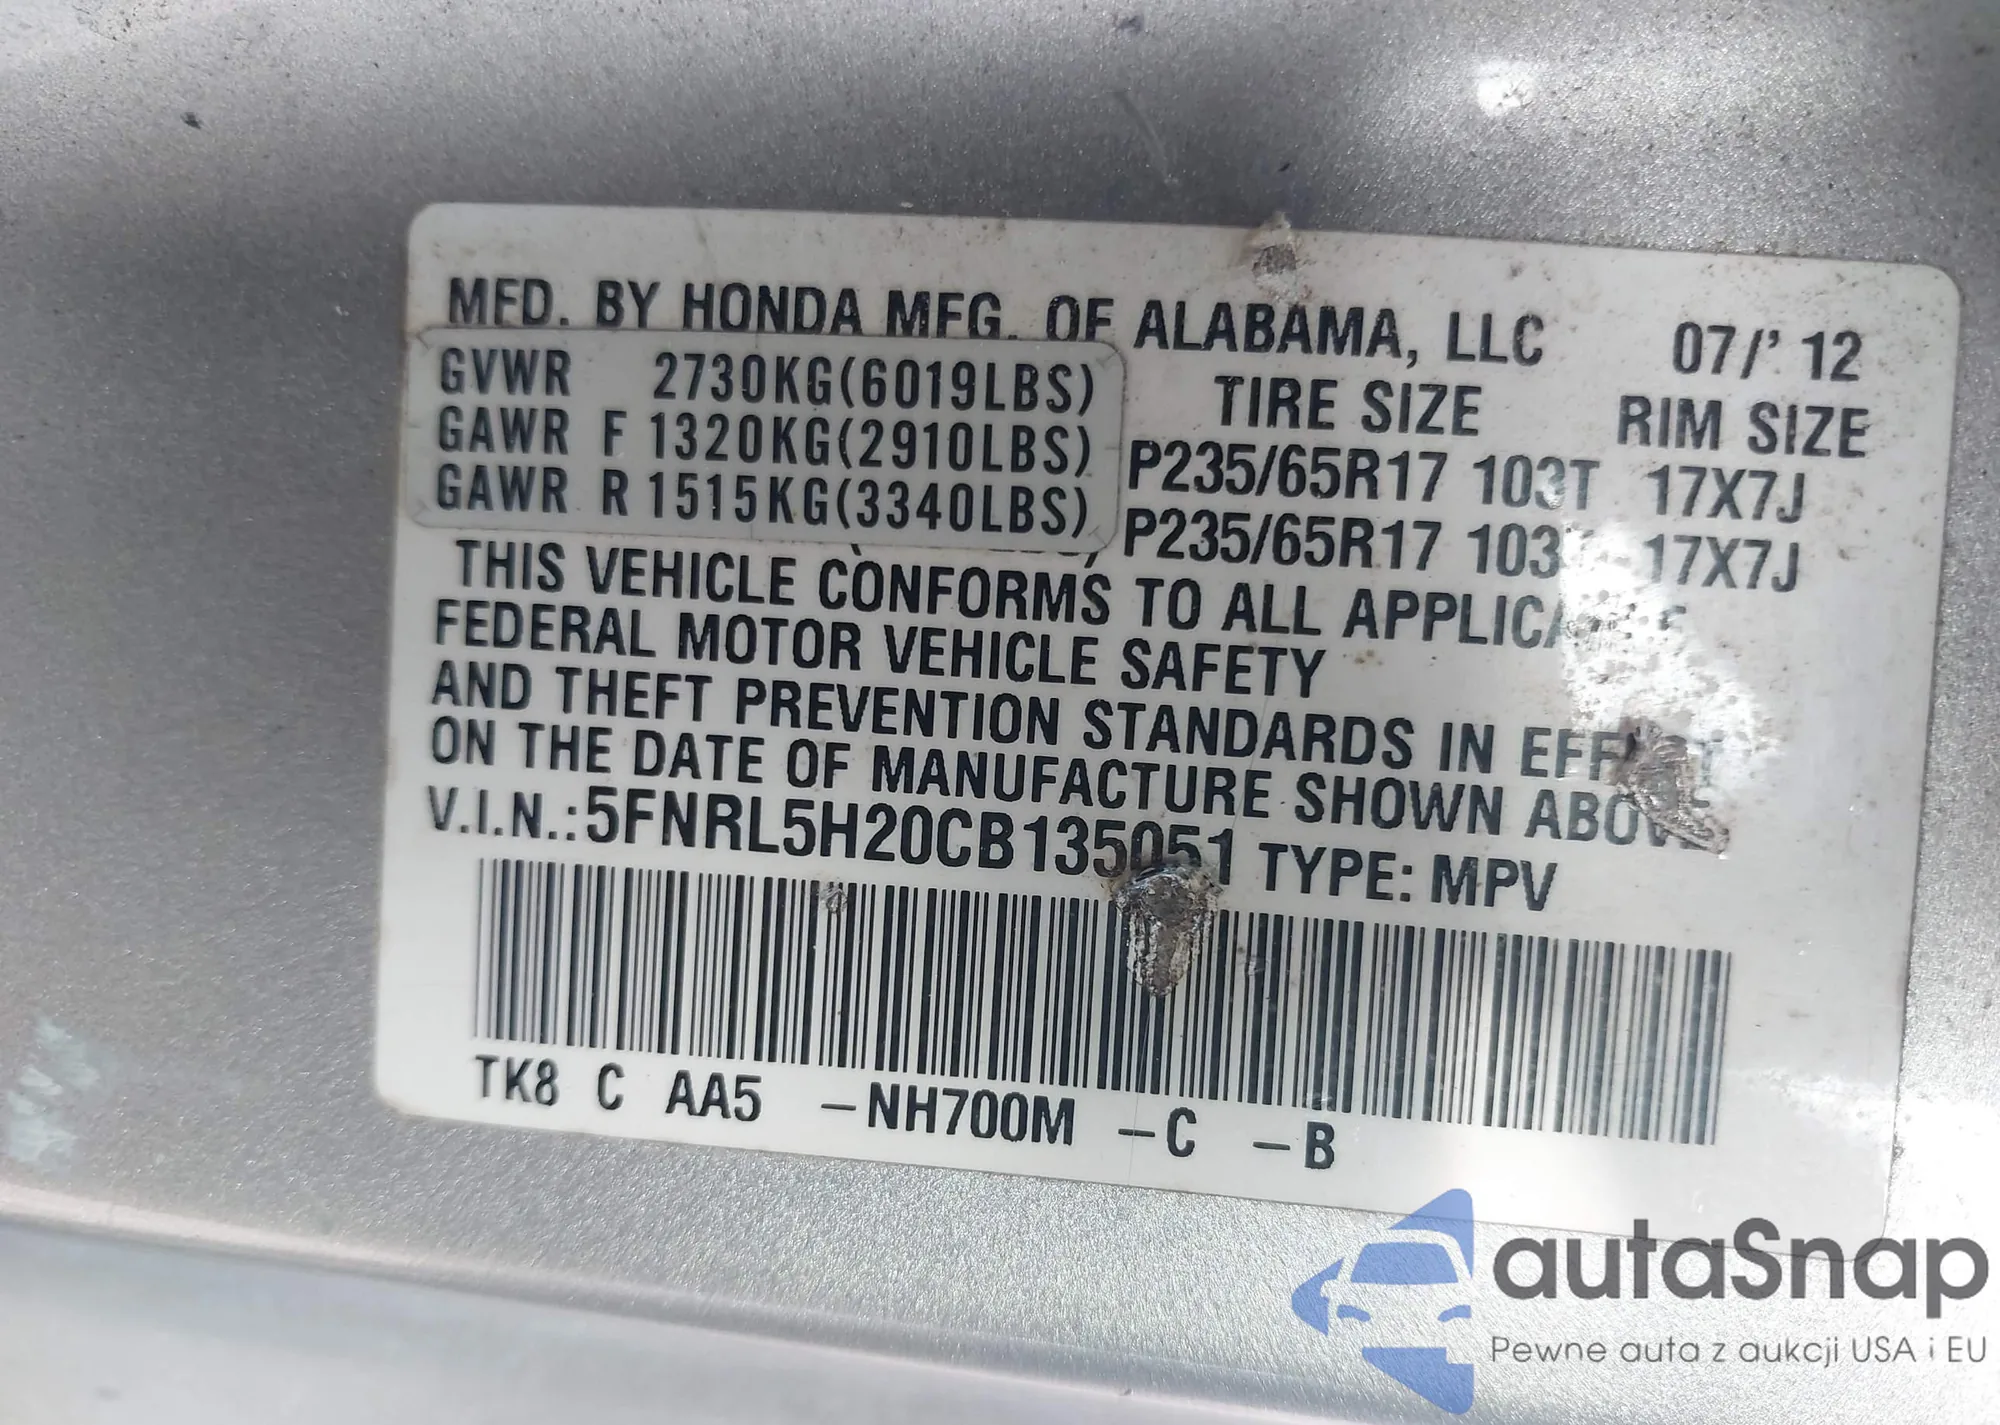 MFD. BY HONDA MFG. OF ALABAMA, LLC 07/' 12
GVWR 2730KG(6019LBS) TIRE SIZE RIM SIZE
GAWR F 1320KG(2910LBS) P235/65R17 103T 17X7J
GAWR R 1515KG(3340LBS) P235/65R17 103 17X7J
THIS VEHICLE CONFORMS TO ALL
FEDERAL MOTOR VEHICLE SAFETY
AND THEFT PREVENTION STANDARDS IN EFFECT
ON THE DATE OF MANUFACTURE SHOWN ABOVE
V.I.N.:5FNRL5H20CB135051 TYPE: MPV
TK8 C AA5 -NH700M -C -B
autaSnap
Pewne auta z aukcji USA i EU